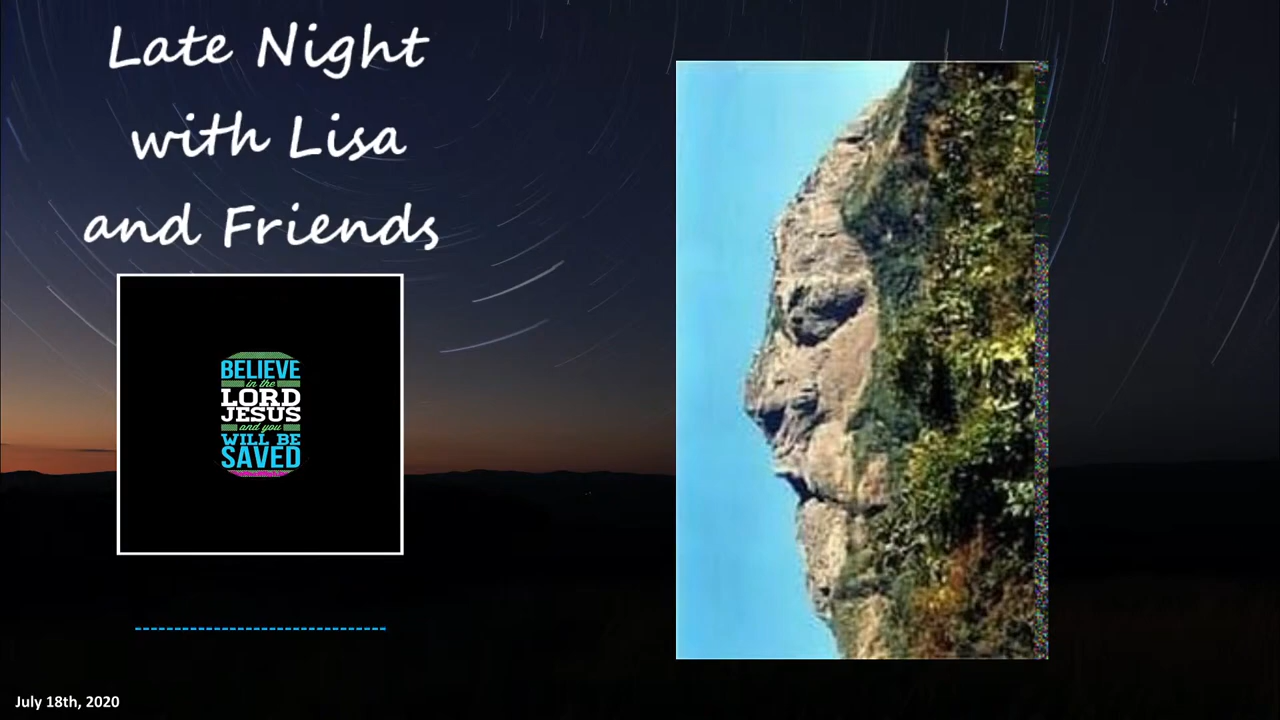 Late Night
with Lisa
and Friends
BELIEVE
in the
LORD
JESUS
and you
WILL BE
SAVED
July 18th, 2020